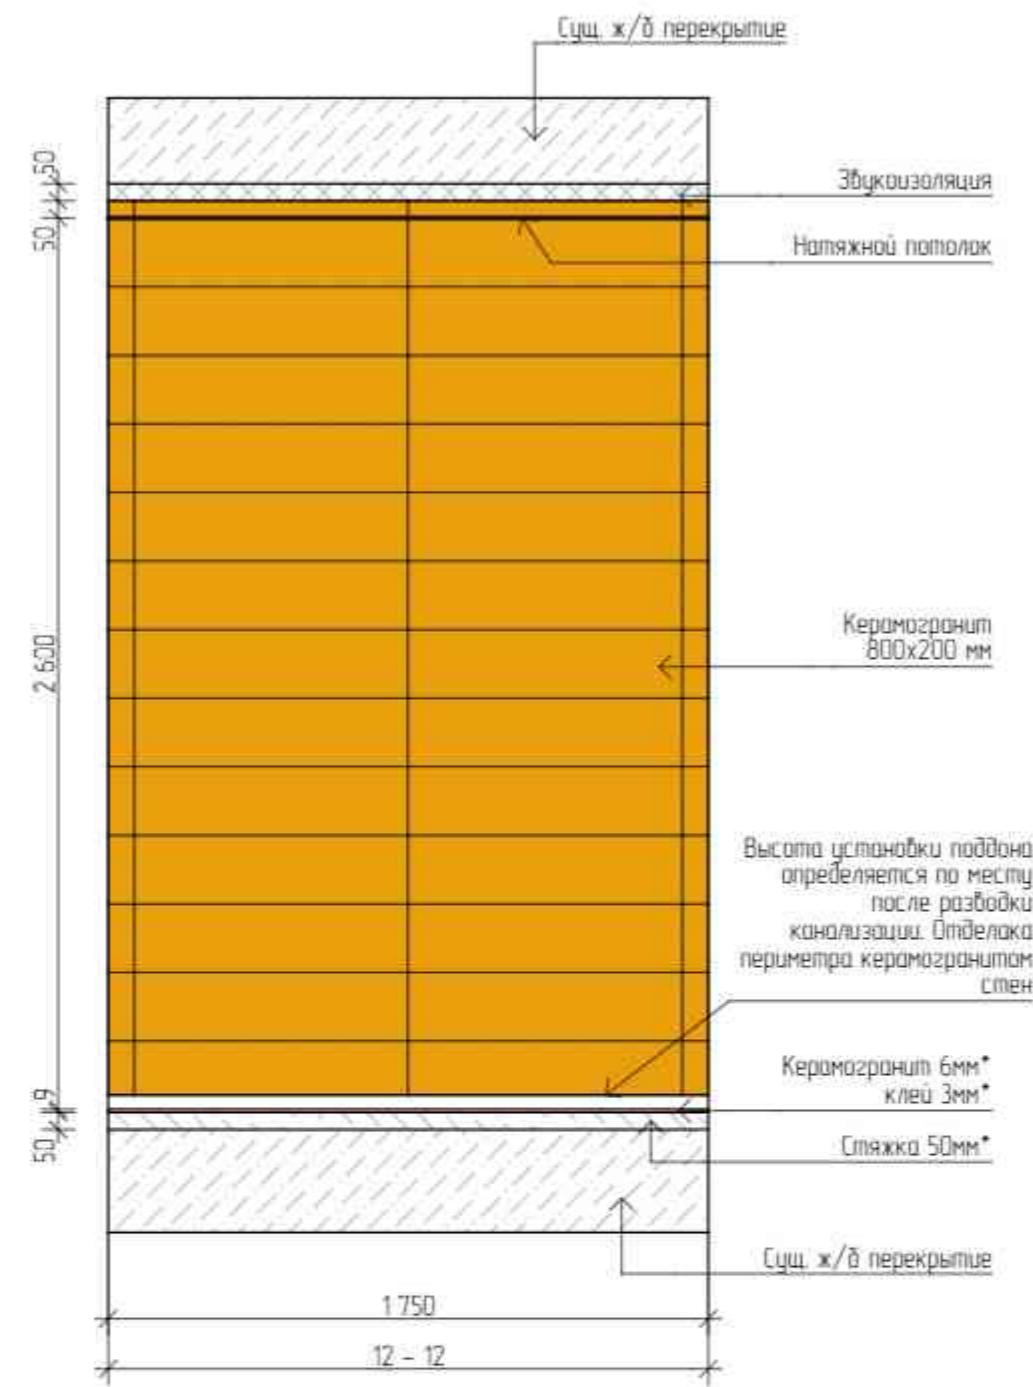 Сущ. ж/б перекрытие
50
50
Звукоизоляция
Натяжной потолок
2 600
Керамогранит
800х200 мм
Высота установки поддона
определяется по месту
после разводки
канализации. Отделака
периметра керамогранитом
стен
9
50
Керамогранит 6мм*
клей 3мм*
Стяжка 50мм*
Сущ. ж/б перекрытие
1 750
12 - 12